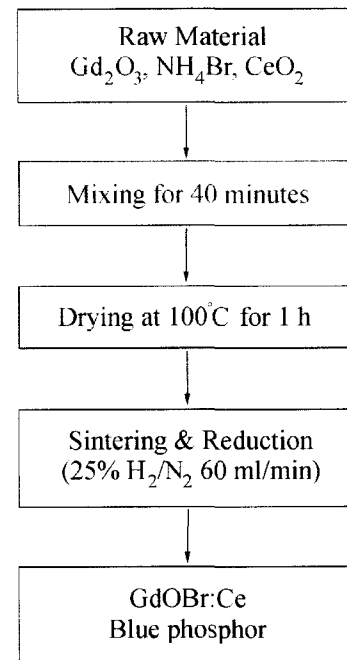 Raw Material
Gd₂O₃, NH₄Br, CeO₂
Mixing for 40 minutes
Drying at 100°C for 1 h
Sintering & Reduction
(25% H₂/N₂ 60 ml/min)
GdOBr:Ce
Blue phosphor